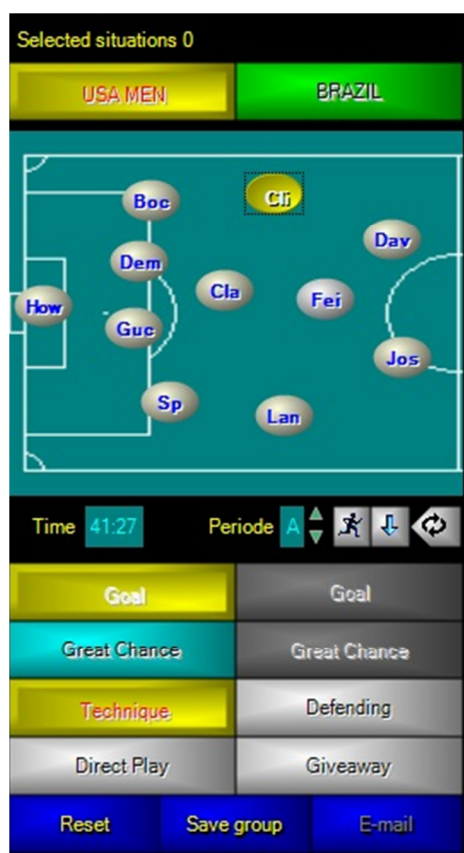 Selected situations 0
USA MEN BRAZIL
Cli
Boc
Dav
Dem
Cla
Fei
How
Guc
Jos
Sp
Lan
Time 41:27 Periode A
Goal Goal
Great Chance Great Chance
Technique Defending
Direct Play Giveaway
Reset Save group E-mail